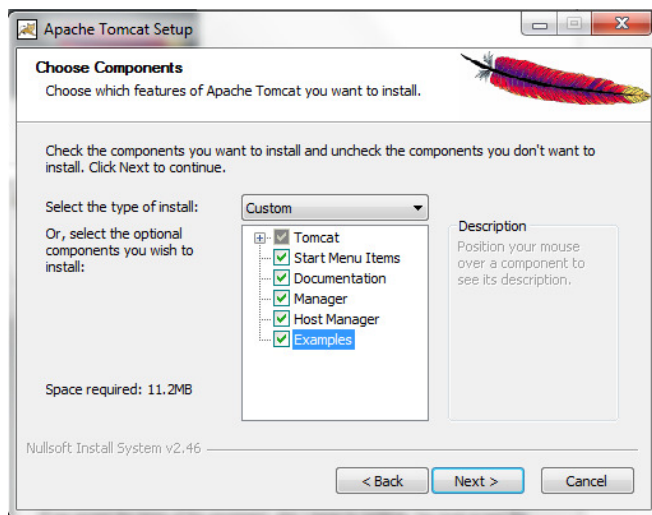 Apache Tomcat Setup
Choose Components
Choose which features of Apache Tomcat you want to install.
Check the components you want to install and uncheck the components you don't want to
install. Click Next to continue.
Select the type of install:
Custom
Or, select the optional
components you wish to
install:
Tomcat
Start Menu Items
Documentation
Manager
Host Manager
Examples
Description
Position your mouse
over a component to
see its description.
Space required: 11.2MB
Nullsoft Install System v2.46
< Back
Next >
Cancel